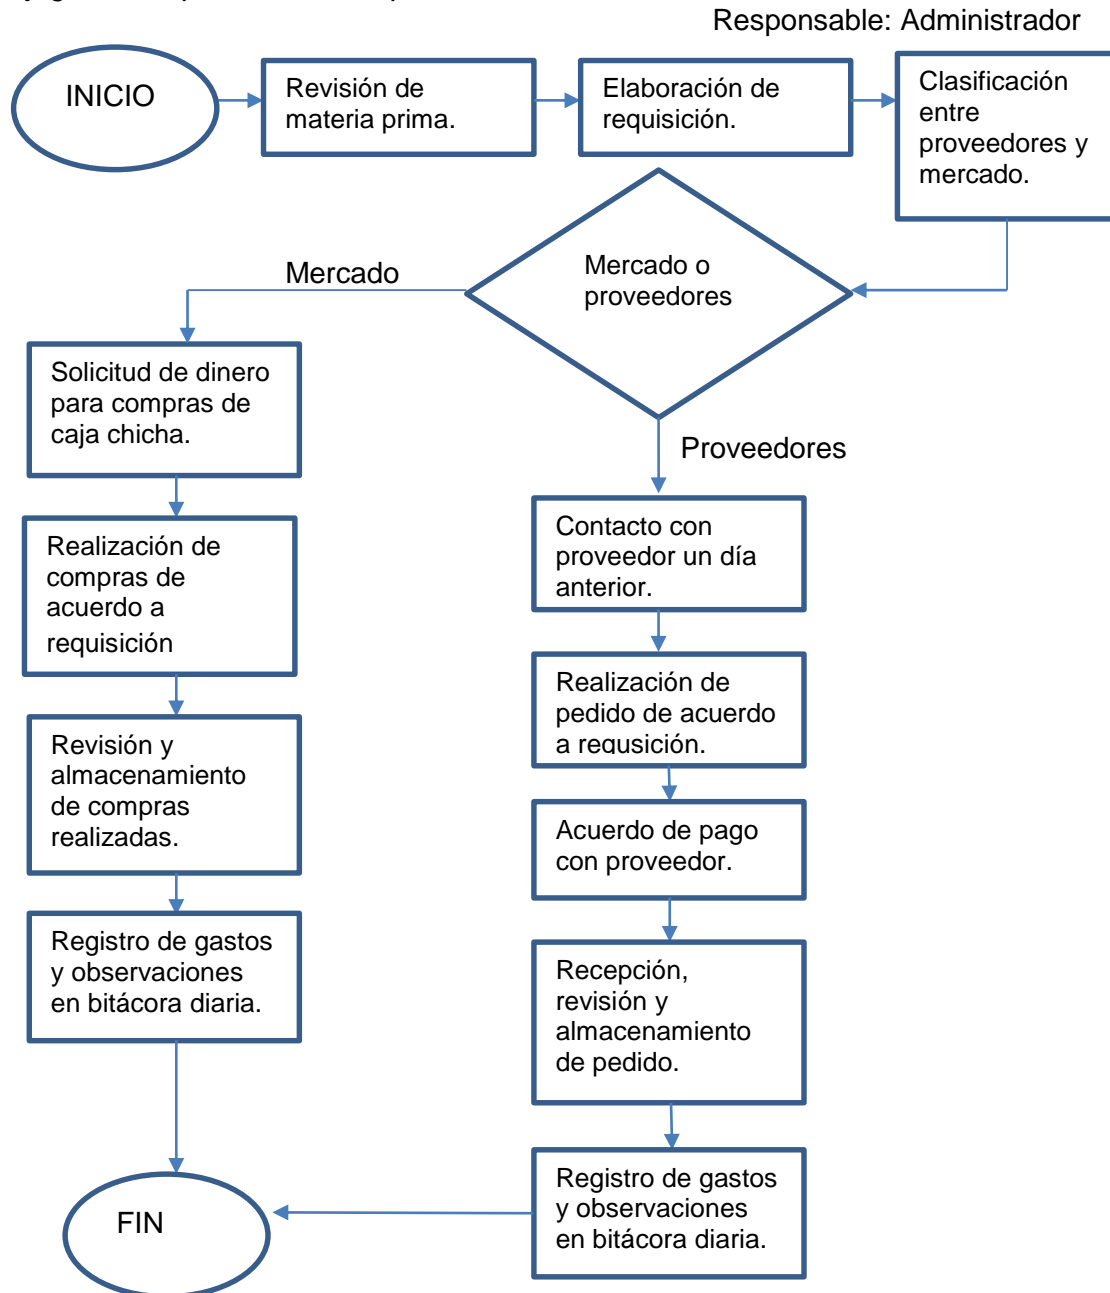 Responsable: Administrador
INICIO
Revisión de
materia prima.
Elaboración de
requisición.
Clasificación
entre
proveedores y
mercado.
Mercado o
proveedores
Mercado
Solicitud de dinero
para compras de
caja chicha.
Realización de
compras de
acuerdo a
requisición
Revisión y
almacenamiento
de compras
realizadas.
Registro de gastos
y observaciones
en bitácora diaria.
Proveedores
Contacto con
proveedor un día
anterior.
Realización de
pedido de acuerdo
a requsición.
Acuerdo de pago
con proveedor.
Recepción,
revisión y
almacenamiento
de pedido.
Registro de gastos
y observaciones
en bitácora diaria.
FIN